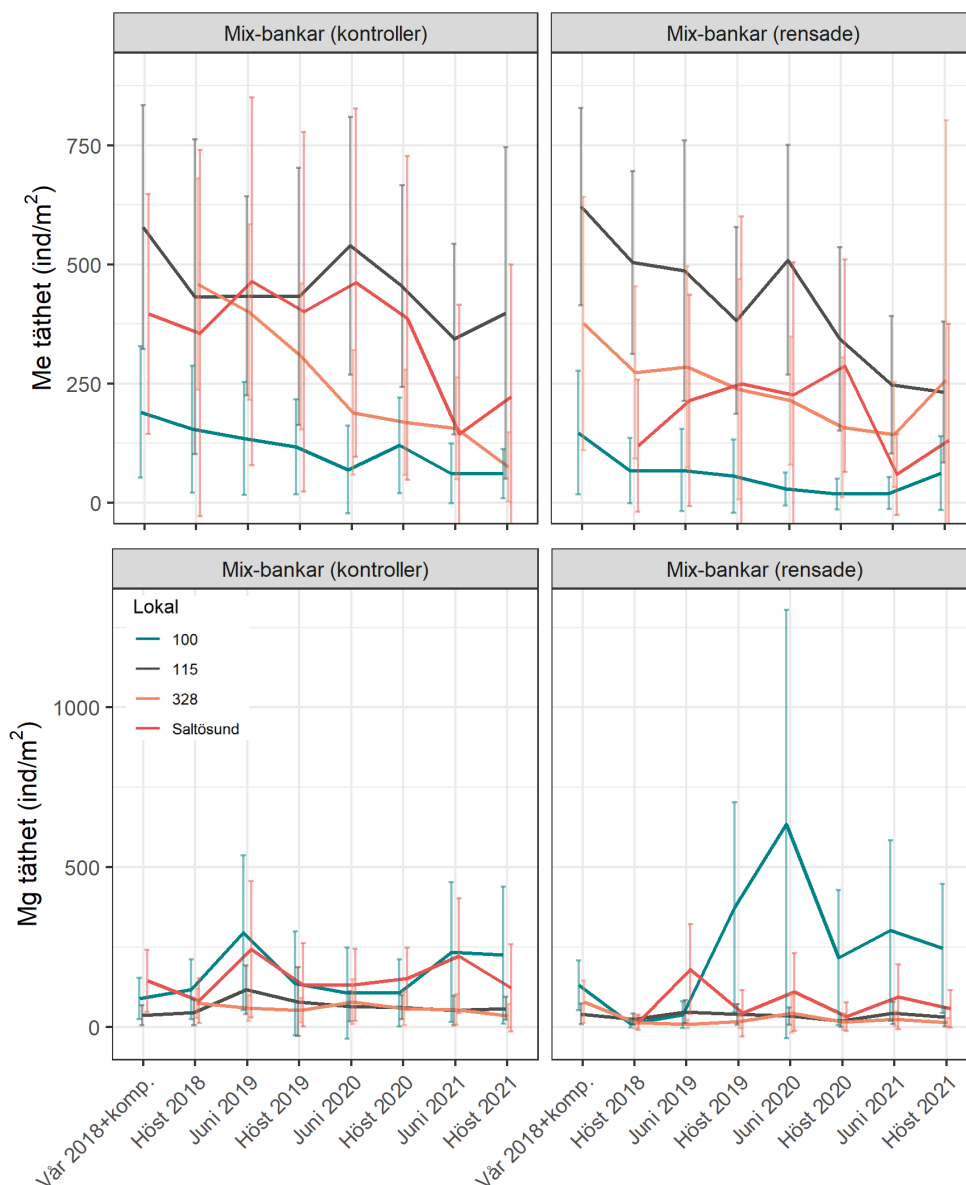 Mix-bankar (kontroller)
Mix-bankar (rensade)
Me täthet (ind/m²)
750
500
250
0
Mix-bankar (kontroller)
Mix-bankar (rensade)
Mg täthet (ind/m²)
1000
500
0
Lokal
100
115
328
Saltösund
Vår 2018+komp.
Höst 2018
Juni 2019
Höst 2019
Juni 2020
Höst 2020
Juni 2021
Höst 2021
Vår 2018+komp.
Höst 2018
Juni 2019
Höst 2019
Juni 2020
Höst 2020
Juni 2021
Höst 2021